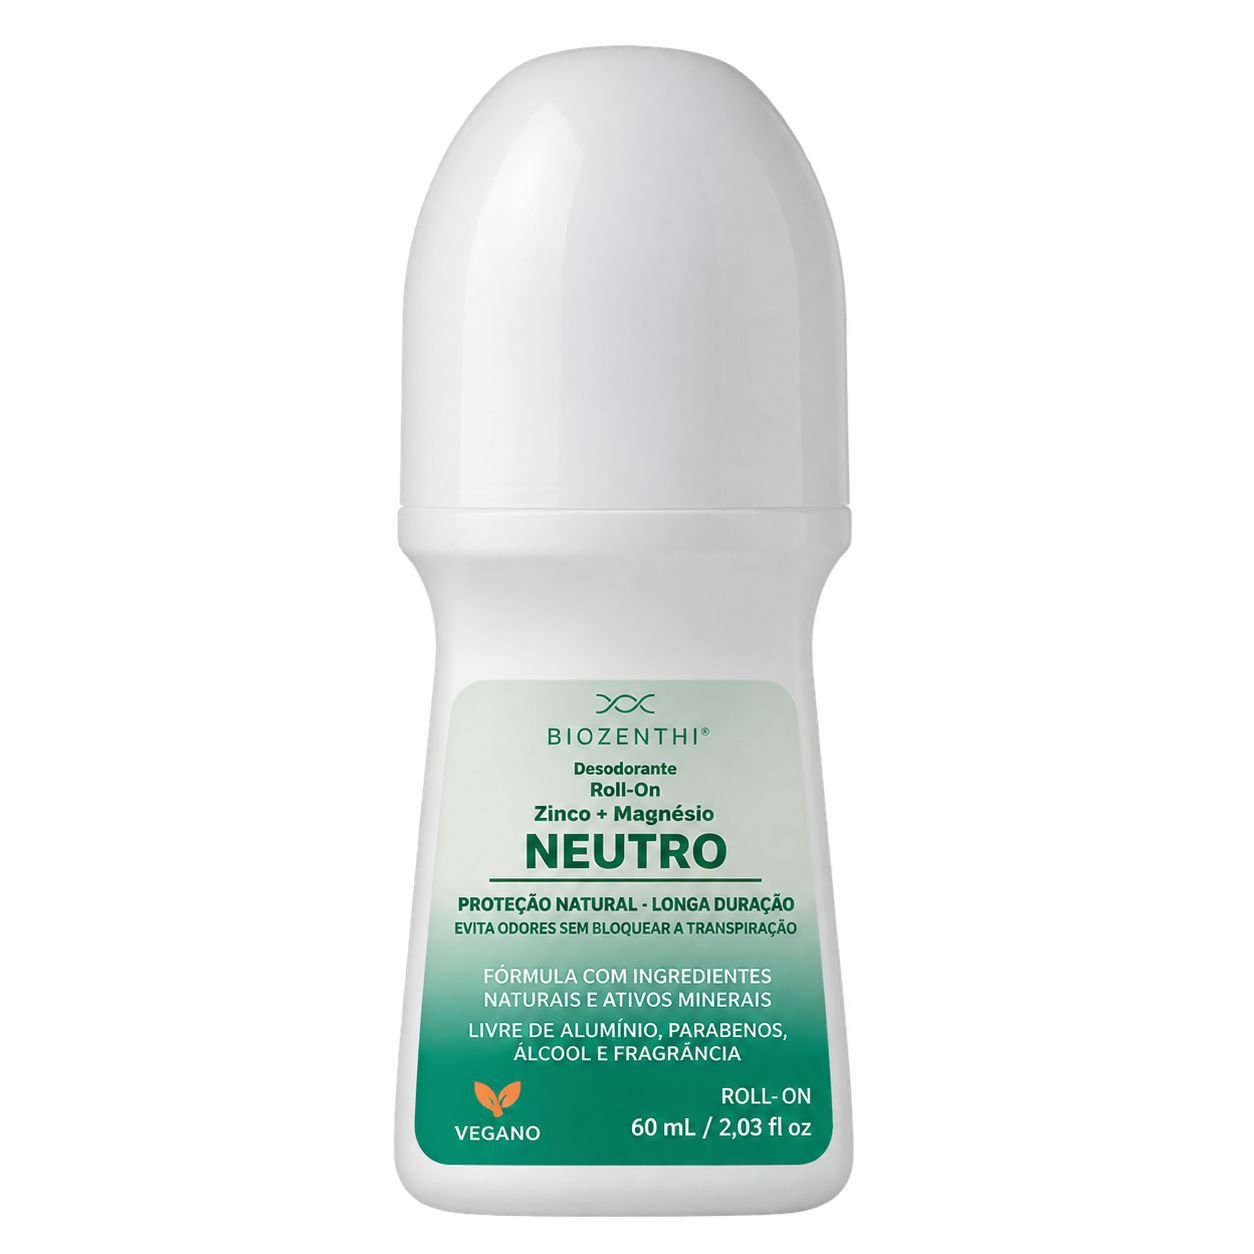 BIOZENTHI®
Desodorante
Roll-On
Zinco + Magnésio
NEUTRO
PROTEÇÃO NATURAL - LONGA DURAÇÃO
EVITA ODORES SEM BLOQUEAR A TRANSPIRAÇÃO
FÓRMULA COM INGREDIENTES
NATURAIS E ATIVOS MINERAIS
LIVRE DE ALUMÍNIO, PARABENOS,
ÁLCOOL E FRAGRÃNCIA
VEGANO
ROLL- ON
60 mL / 2,03 fl oz